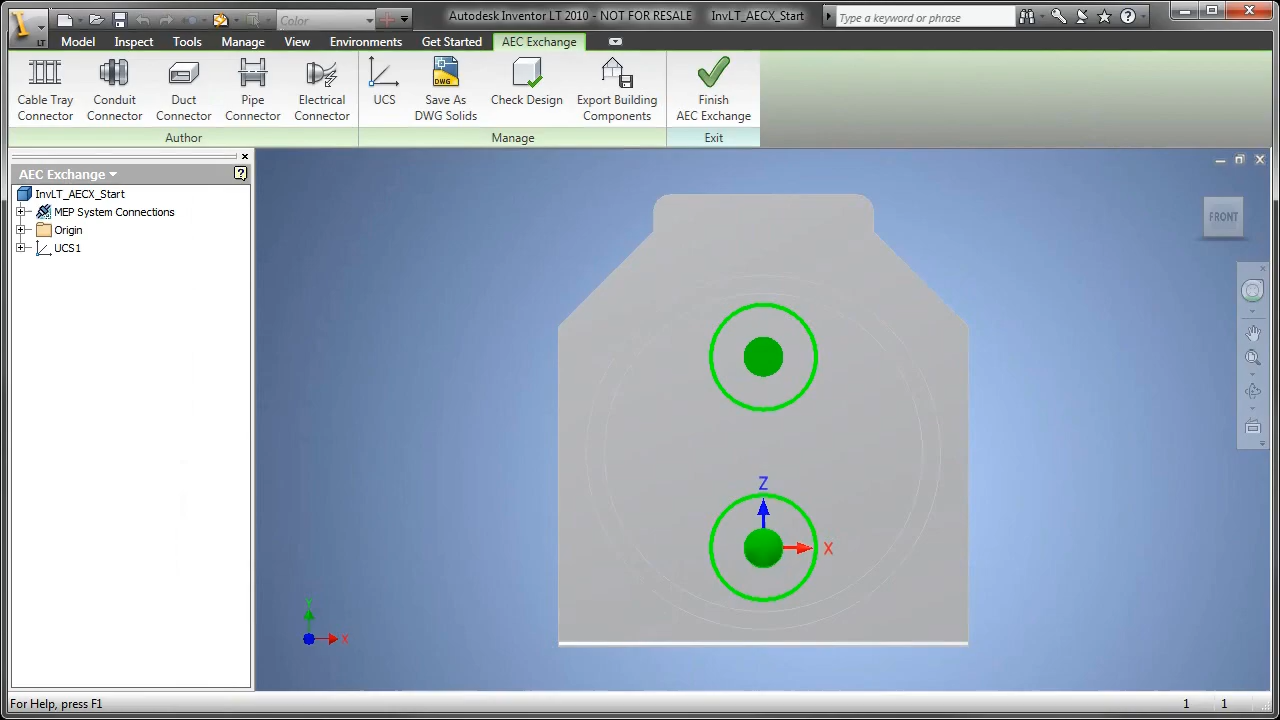 Color
Autodesk Inventor LT 2010 - NOT FOR RESALE InvLT_AECX_Start
Type a keyword or phrase
LT
Model Inspect Tools Manage View Environments Get Started AEC Exchange
Cable Tray Connector
Conduit Connector
Duct Connector
Pipe Connector
Electrical Connector
UCS
DWG
Save As DWG Solids
Check Design
Export Building Components
Finish AEC Exchange
Author Manage Exit
AEC Exchange
InvLT_AECX_Start
MEP System Connections
Origin
UCS1
FRONT
Z
X
Y
X
For Help, press F1
1 1